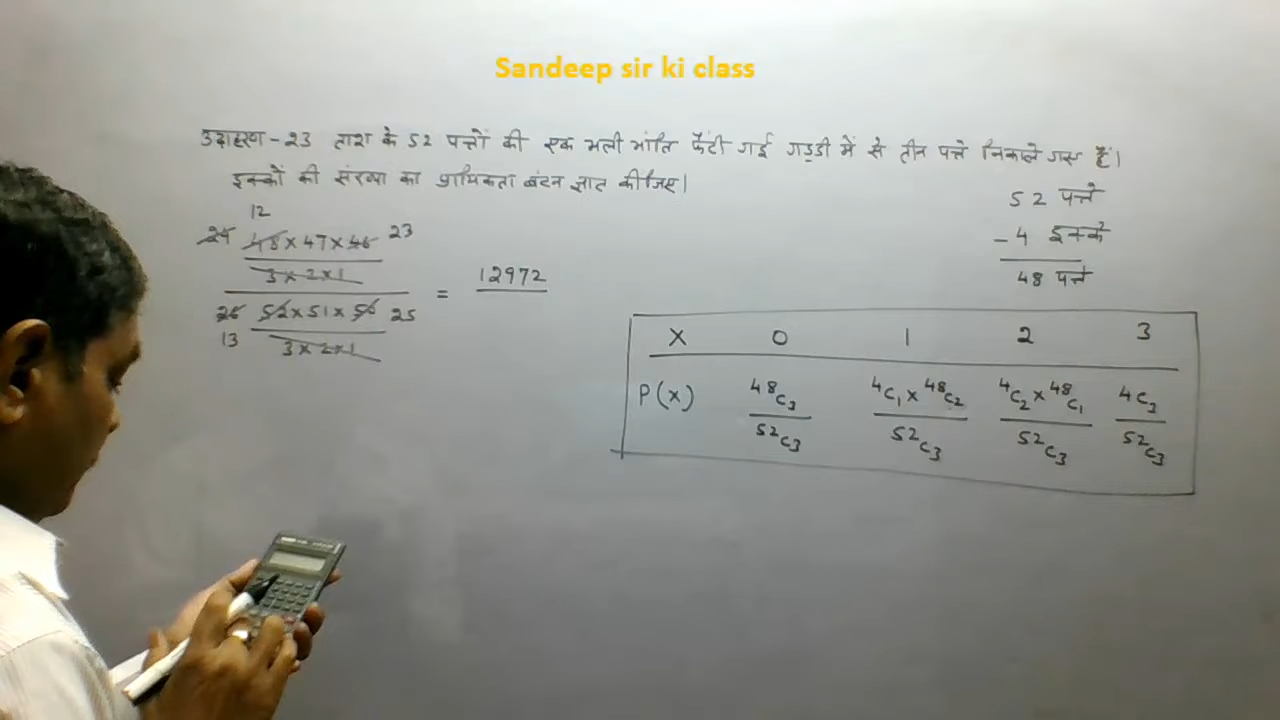 Sandeep sir ki class
उदाहरण - 23 ताश के 52 पत्तों की एक भली भांति फैंटी गई गड्डी में से तीन पत्ते निकाले गए हैं।
इक्कों की संख्या का प्रायिकता बंटन ज्ञात कीजिए।
52 पत्ते
- 4 इक्के
48 पत्ते
12
24 48 × 47 × 46 23
3 × 2 × 1
26 52 × 51 × 50 25
13
3 × 2 × 1
= 12972
X 0 1 2 3
P(x) ⁴⁸C₃/⁵²C₃ ⁴C₁ × ⁴⁸C₂/⁵²C₃ ⁴C₂ × ⁴⁸C₁/⁵²C₃ ⁴C₃/⁵²C₃